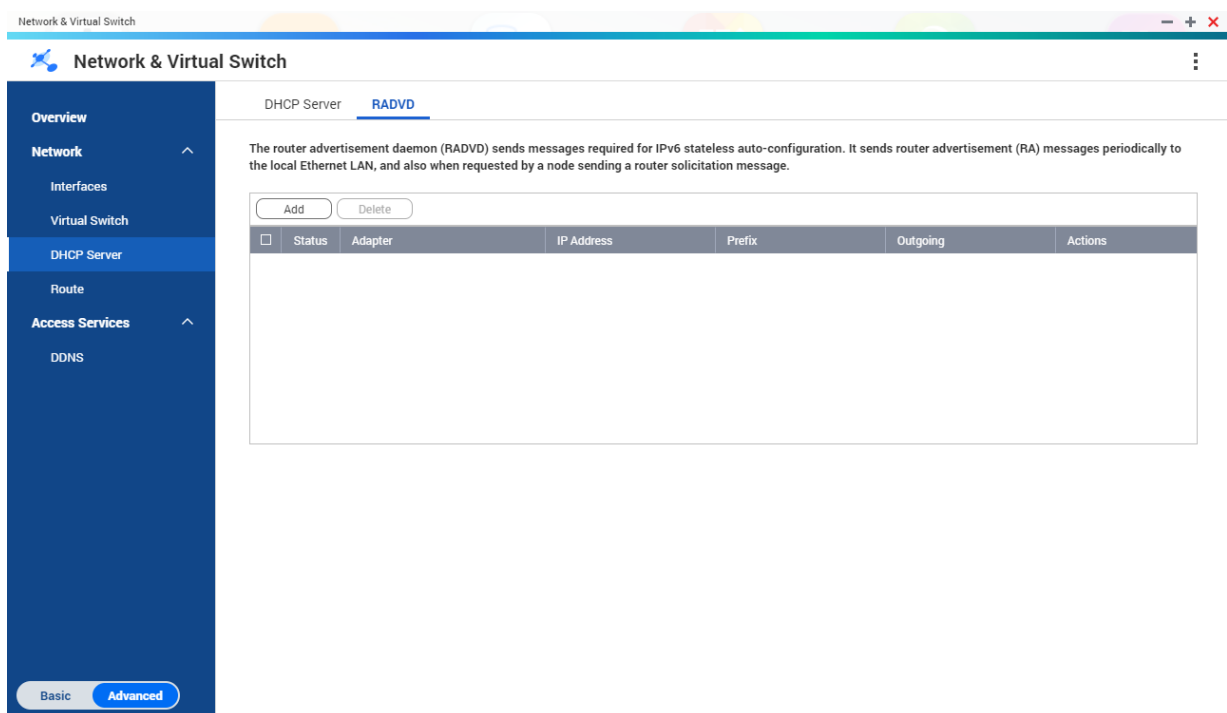 Network & Virtual Switch
Network & Virtual Switch
Overview
Network
Interfaces
Virtual Switch
DHCP Server
Route
Access Services
DDNS
Basic Advanced
DHCP Server RADVD
The router advertisement daemon (RADVD) sends messages required for IPv6 stateless auto-configuration. It sends router advertisement (RA) messages periodically to
the local Ethernet LAN, and also when requested by a node sending a router solicitation message.
Add Delete
Status Adapter IP Address Prefix Outgoing Actions